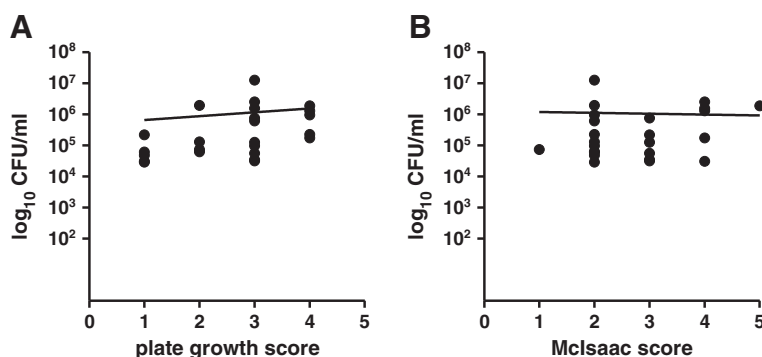 A
B
10⁸
10⁷
10⁶
10⁵
10⁴
10³
10²
log₁₀ CFU/ml
0 1 2 3 4 5
plate growth score
10⁸
10⁷
10⁶
10⁵
10⁴
10³
10²
log₁₀ CFU/ml
0 1 2 3 4 5
McIsaac score